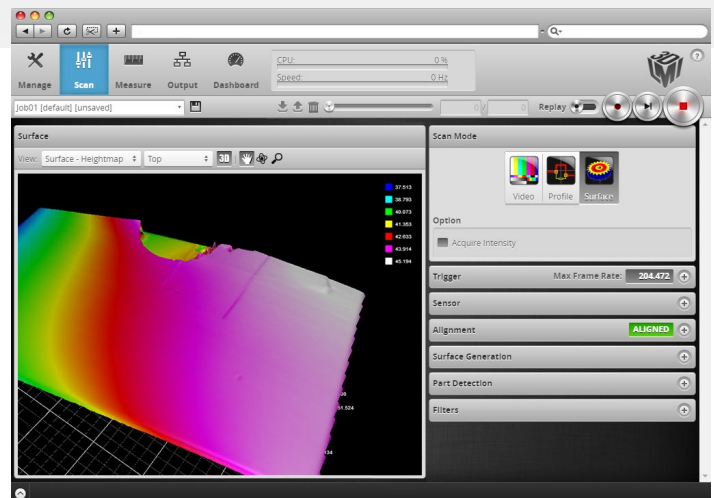 CPU:
0 %
Speed:
0 Hz
Manage
Scan
Measure
Output
Dashboard
Job01 [default] [unsaved]
0 /
0
Replay
Surface
View:
Surface - Heightmap
Top
3D
37.513
38.793
40.073
41.353
42.633
43.914
45.194
Scan Mode
Video
Profile
Surface
Option
Acquire Intensity
Trigger
Max Frame Rate:
204.472
Sensor
Alignment
ALIGNED
Surface Generation
Part Detection
Filters